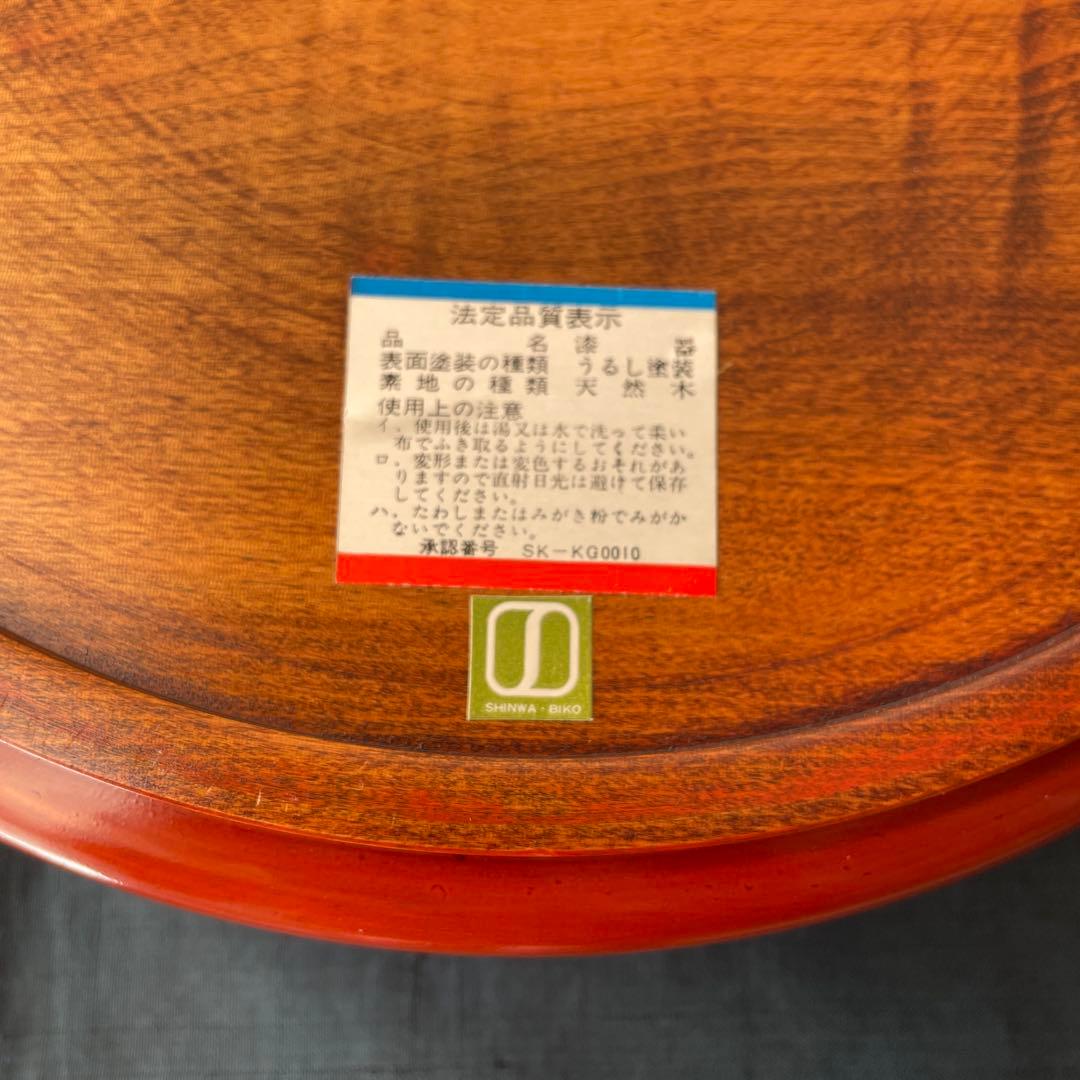 法定品質表示
品名 漆器
表面塗装の種類 うるし塗装
素地の種類 天然木
使用上の注意
イ、使用後は湯又は水で洗って柔い
布でふき取るようにしてください。
ロ、変形または変色するおそれがあ
りますので直射日光は避けて保存
してください。
ハ、たわしまたはみがき粉でみがか
ないでください。
承認番号 SK-KG0010
SHINWA・BIKO